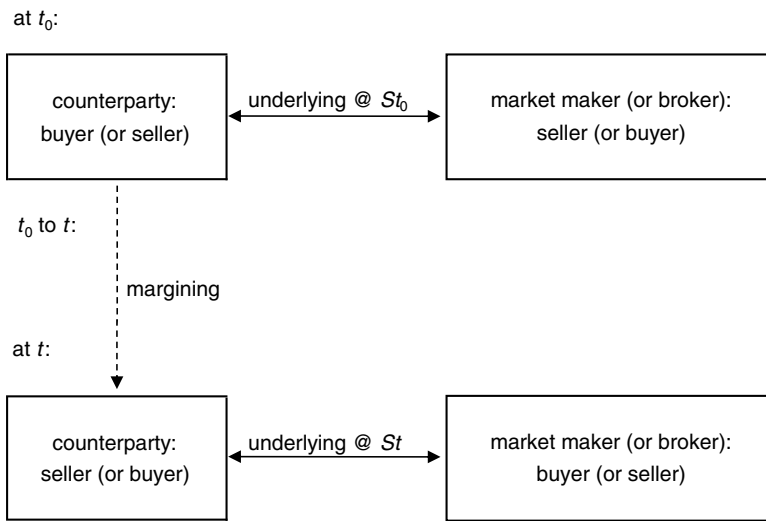 at t₀:
counterparty:
buyer (or seller)
underlying @ St₀
market maker (or broker):
seller (or buyer)
t₀ to t:
margining
at t:
counterparty:
seller (or buyer)
underlying @ St
market maker (or broker):
buyer (or seller)